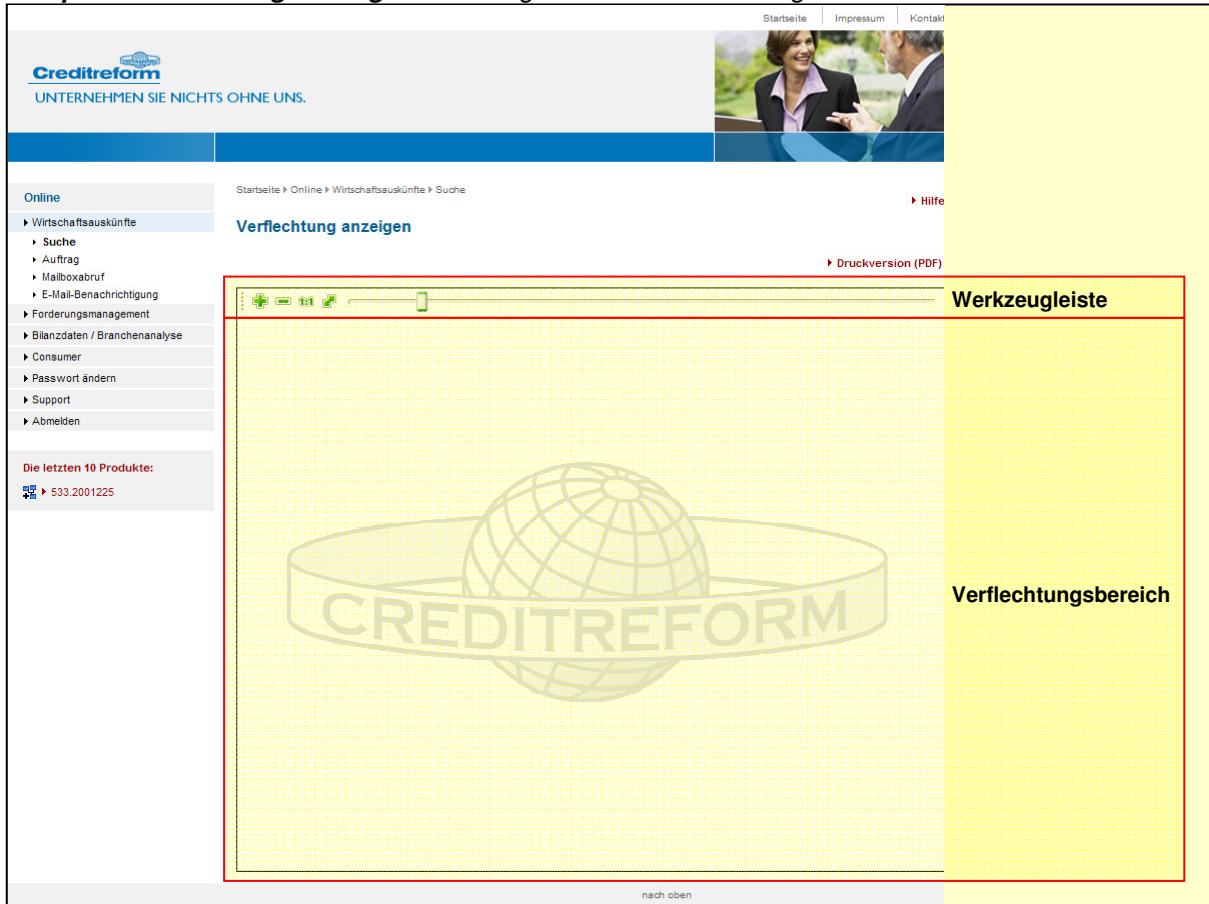 Startseite Impressum Kontakt
Creditreform
UNTERNEHMEN SIE NICHTS OHNE UNS.
Startseite Online Wirtschaftsauskünfte Suche
Hilfe
Verflechtung anzeigen
Druckversion (PDF)
Online
Wirtschaftsauskünfte
Suche
Auftrag
Mailboxabruf
E-Mail-Benachrichtigung
Forderungsmanagement
Bilanzdaten / Branchenanalyse
Consumer
Passwort ändern
Support
Abmelden
Die letzten 10 Produkte:
533.2001225
1:1
Werkzeugleiste
CREDITREFORM
Verflechtungsbereich
nach oben